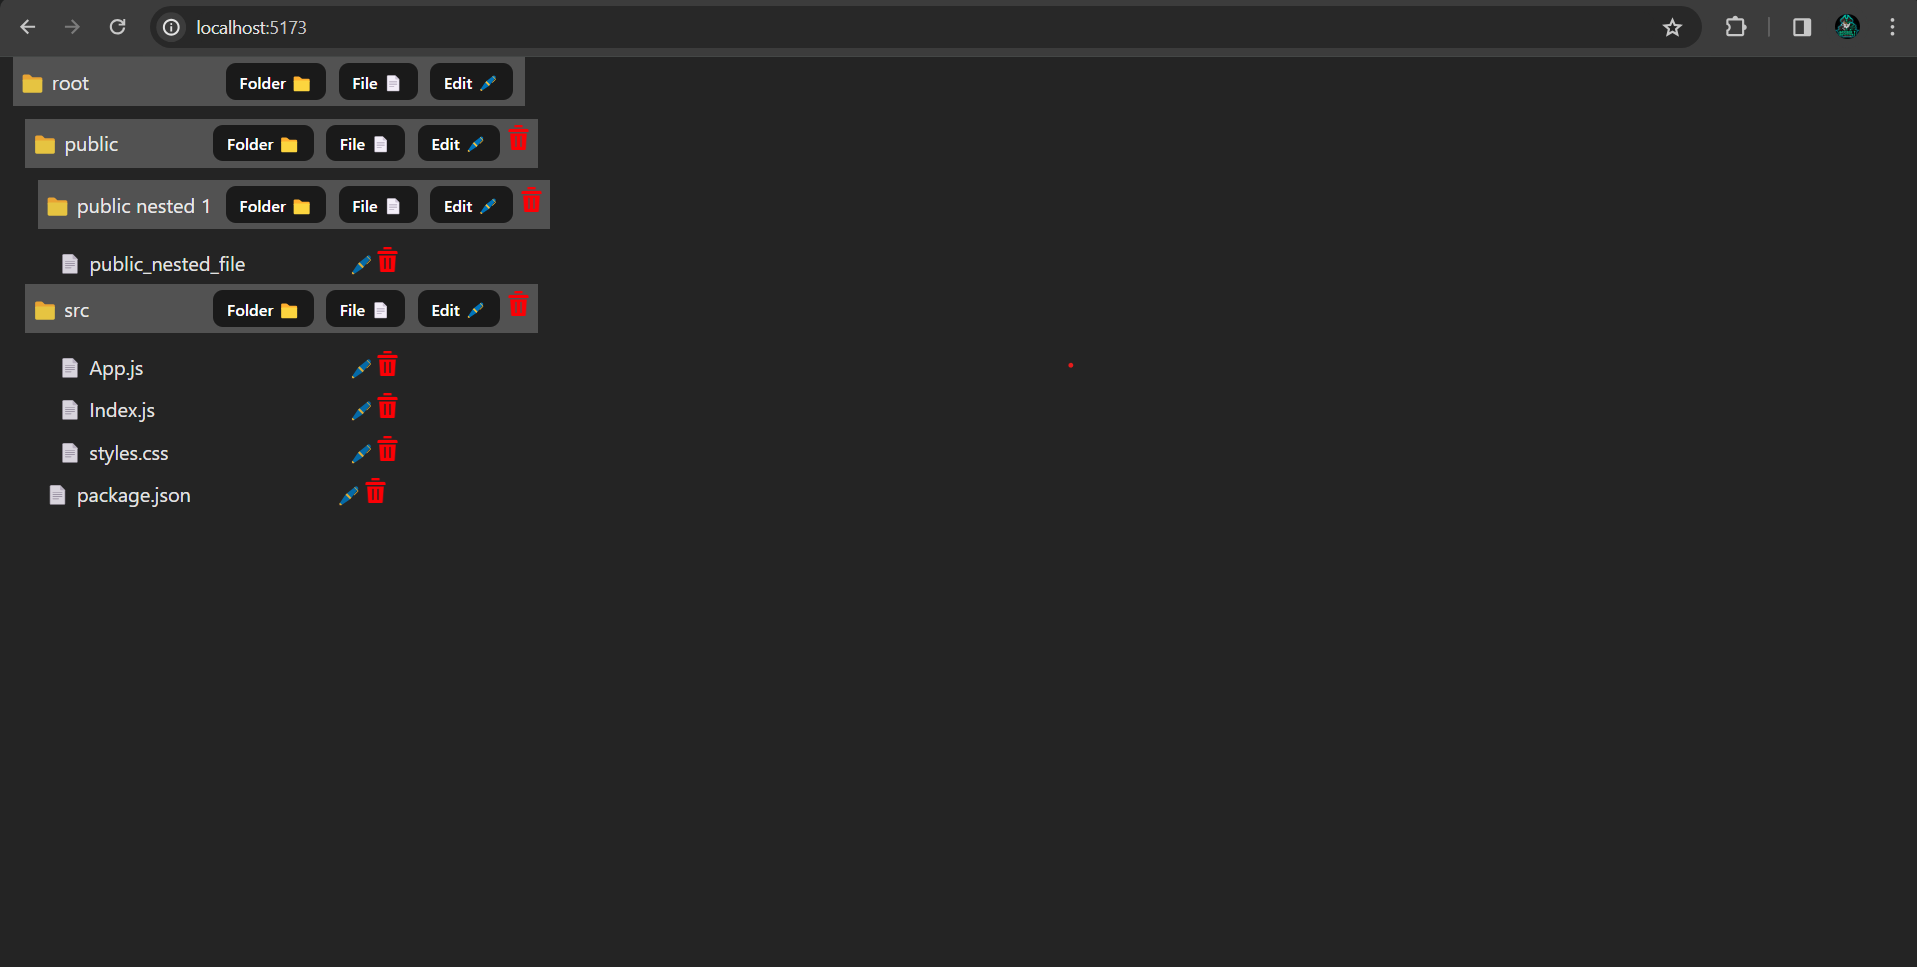 localhost:5173
root Folder File Edit
public Folder File Edit
public nested 1 Folder File Edit
public_nested_file
src Folder File Edit
App.js
Index.js
styles.css
package.json